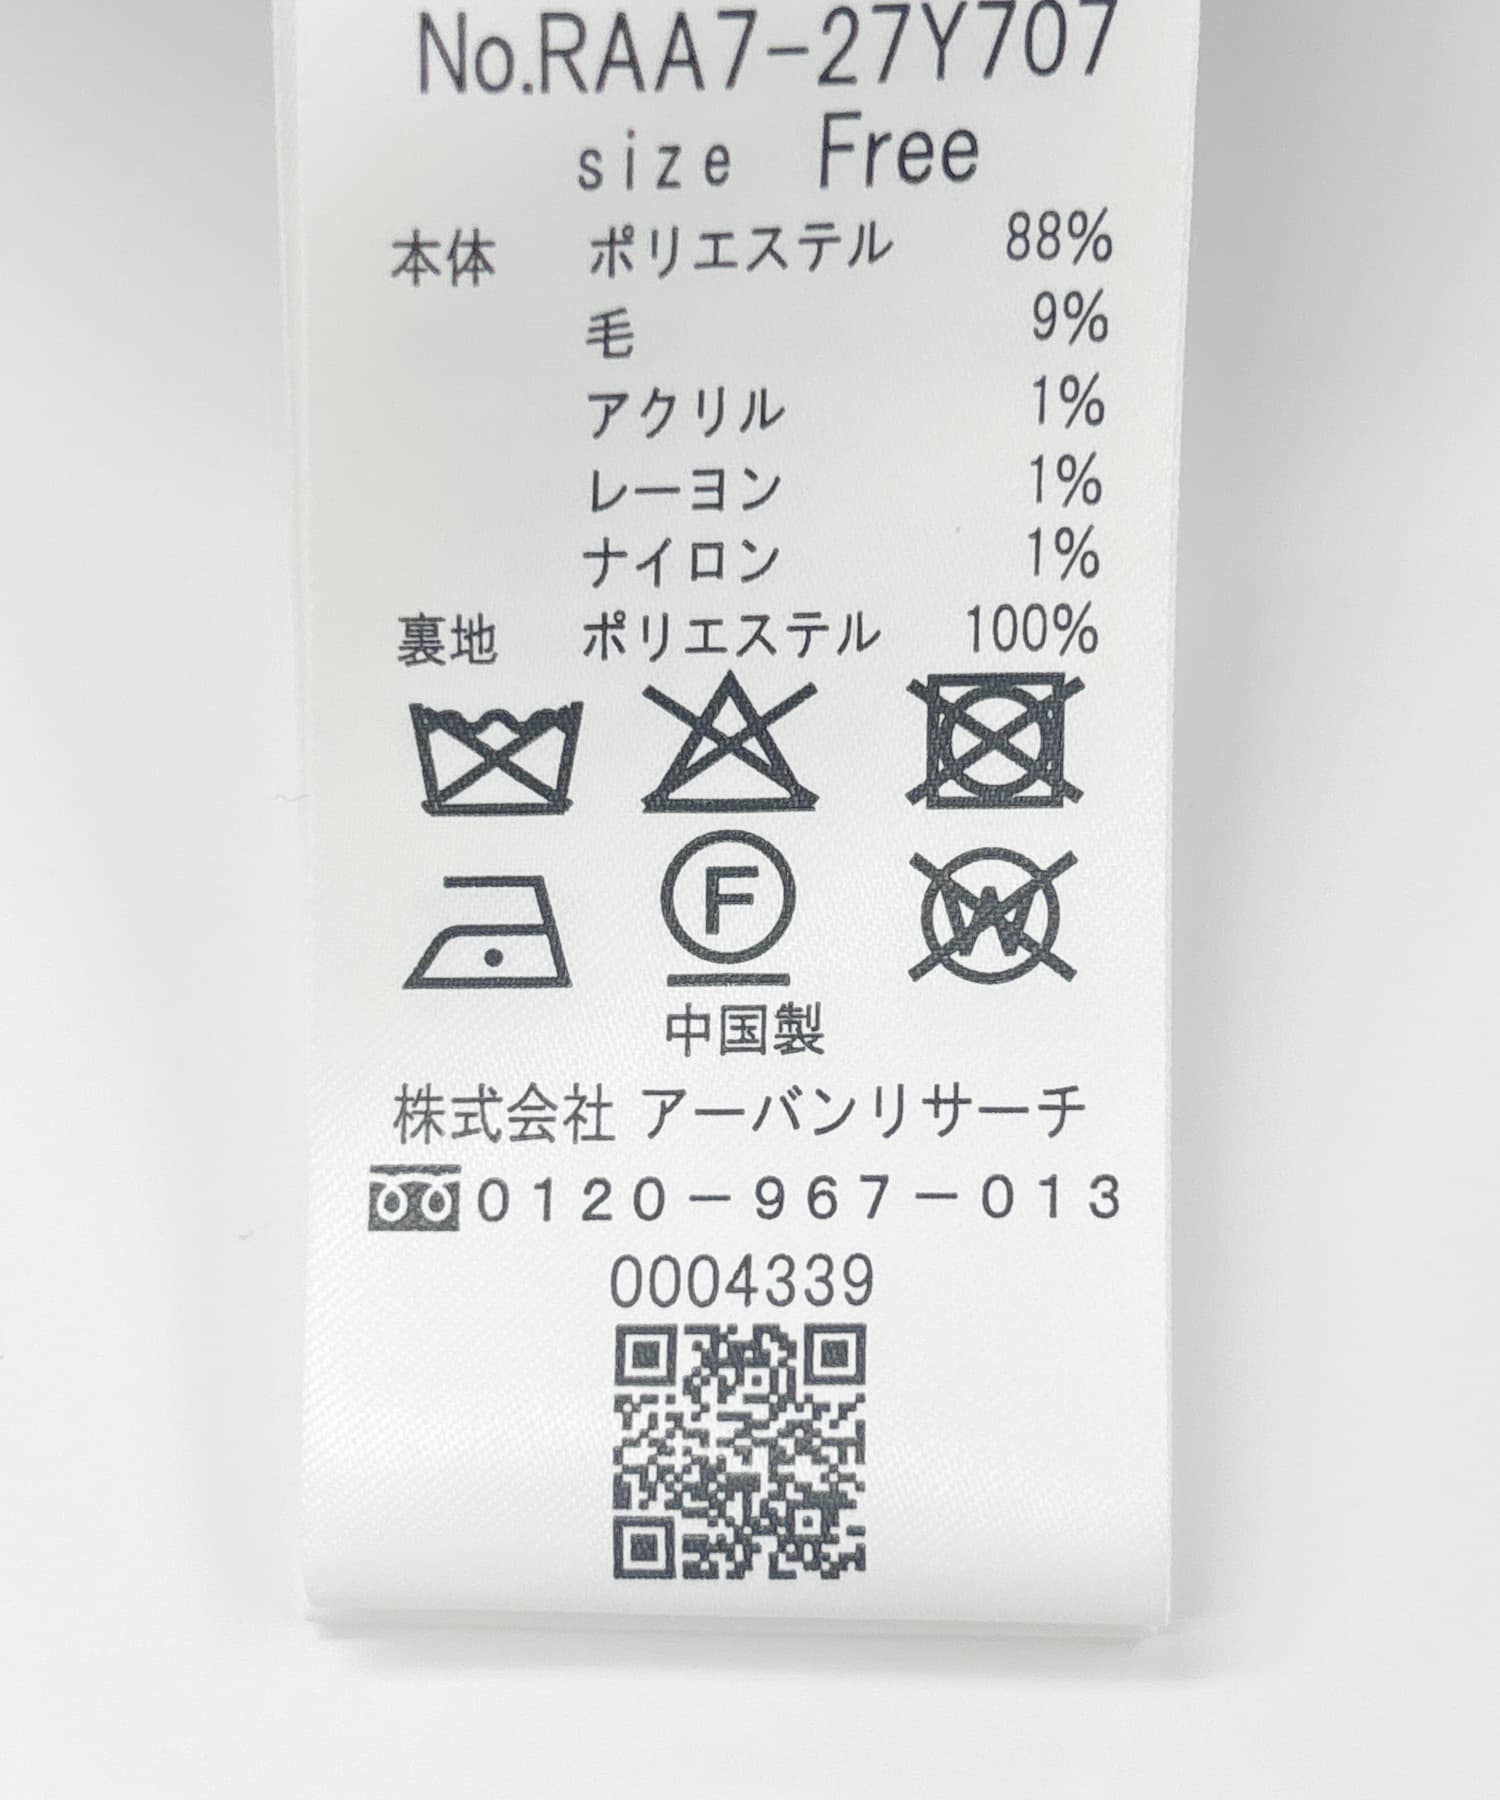 No.RAA7-27Y707
size Free
本体 ポリエステル 88%
毛 9%
アクリル 1%
レーヨン 1%
ナイロン 1%
裏地 ポリエステル 100%
F W
中国製
株式会社 アーバンリサーチ
0120-967-013
0004339